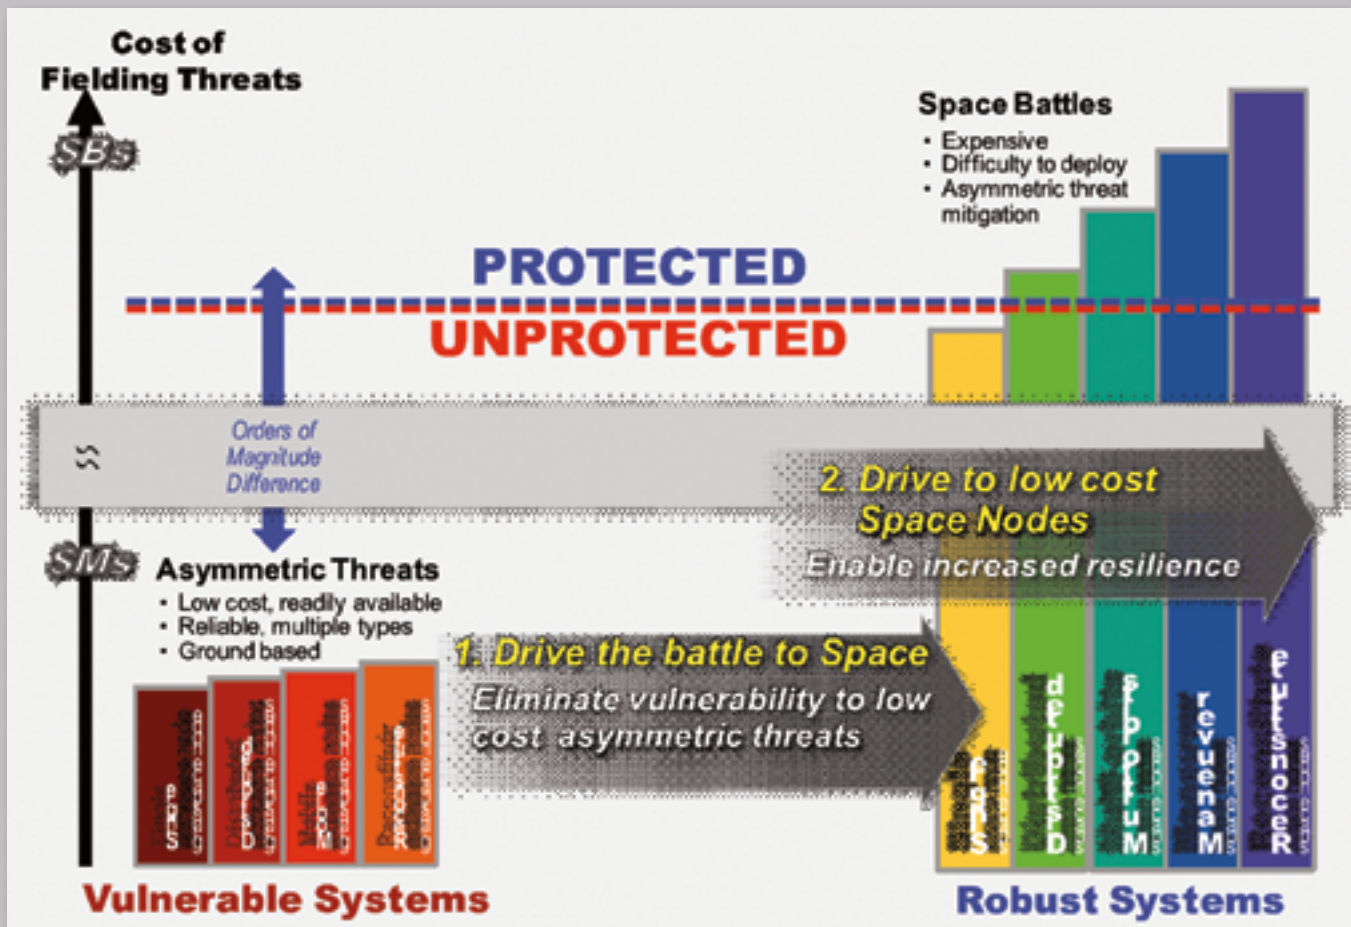 Cost of
Fielding Threats
$Bs
Space Battles
• Expensive
• Difficulty to deploy
• Asymmetric threat
mitigation
PROTECTED
UNPROTECTED
Orders of
Magnitude
Difference
2. Drive to low cost
Space Nodes
Enable increased resilience
$Ms
Asymmetric Threats
• Low cost, readily available
• Reliable, multiple types
• Ground based
1. Drive the battle to Space
Eliminate vulnerability to low
cost asymmetric threats
Vulnerable Systems
Robust Systems